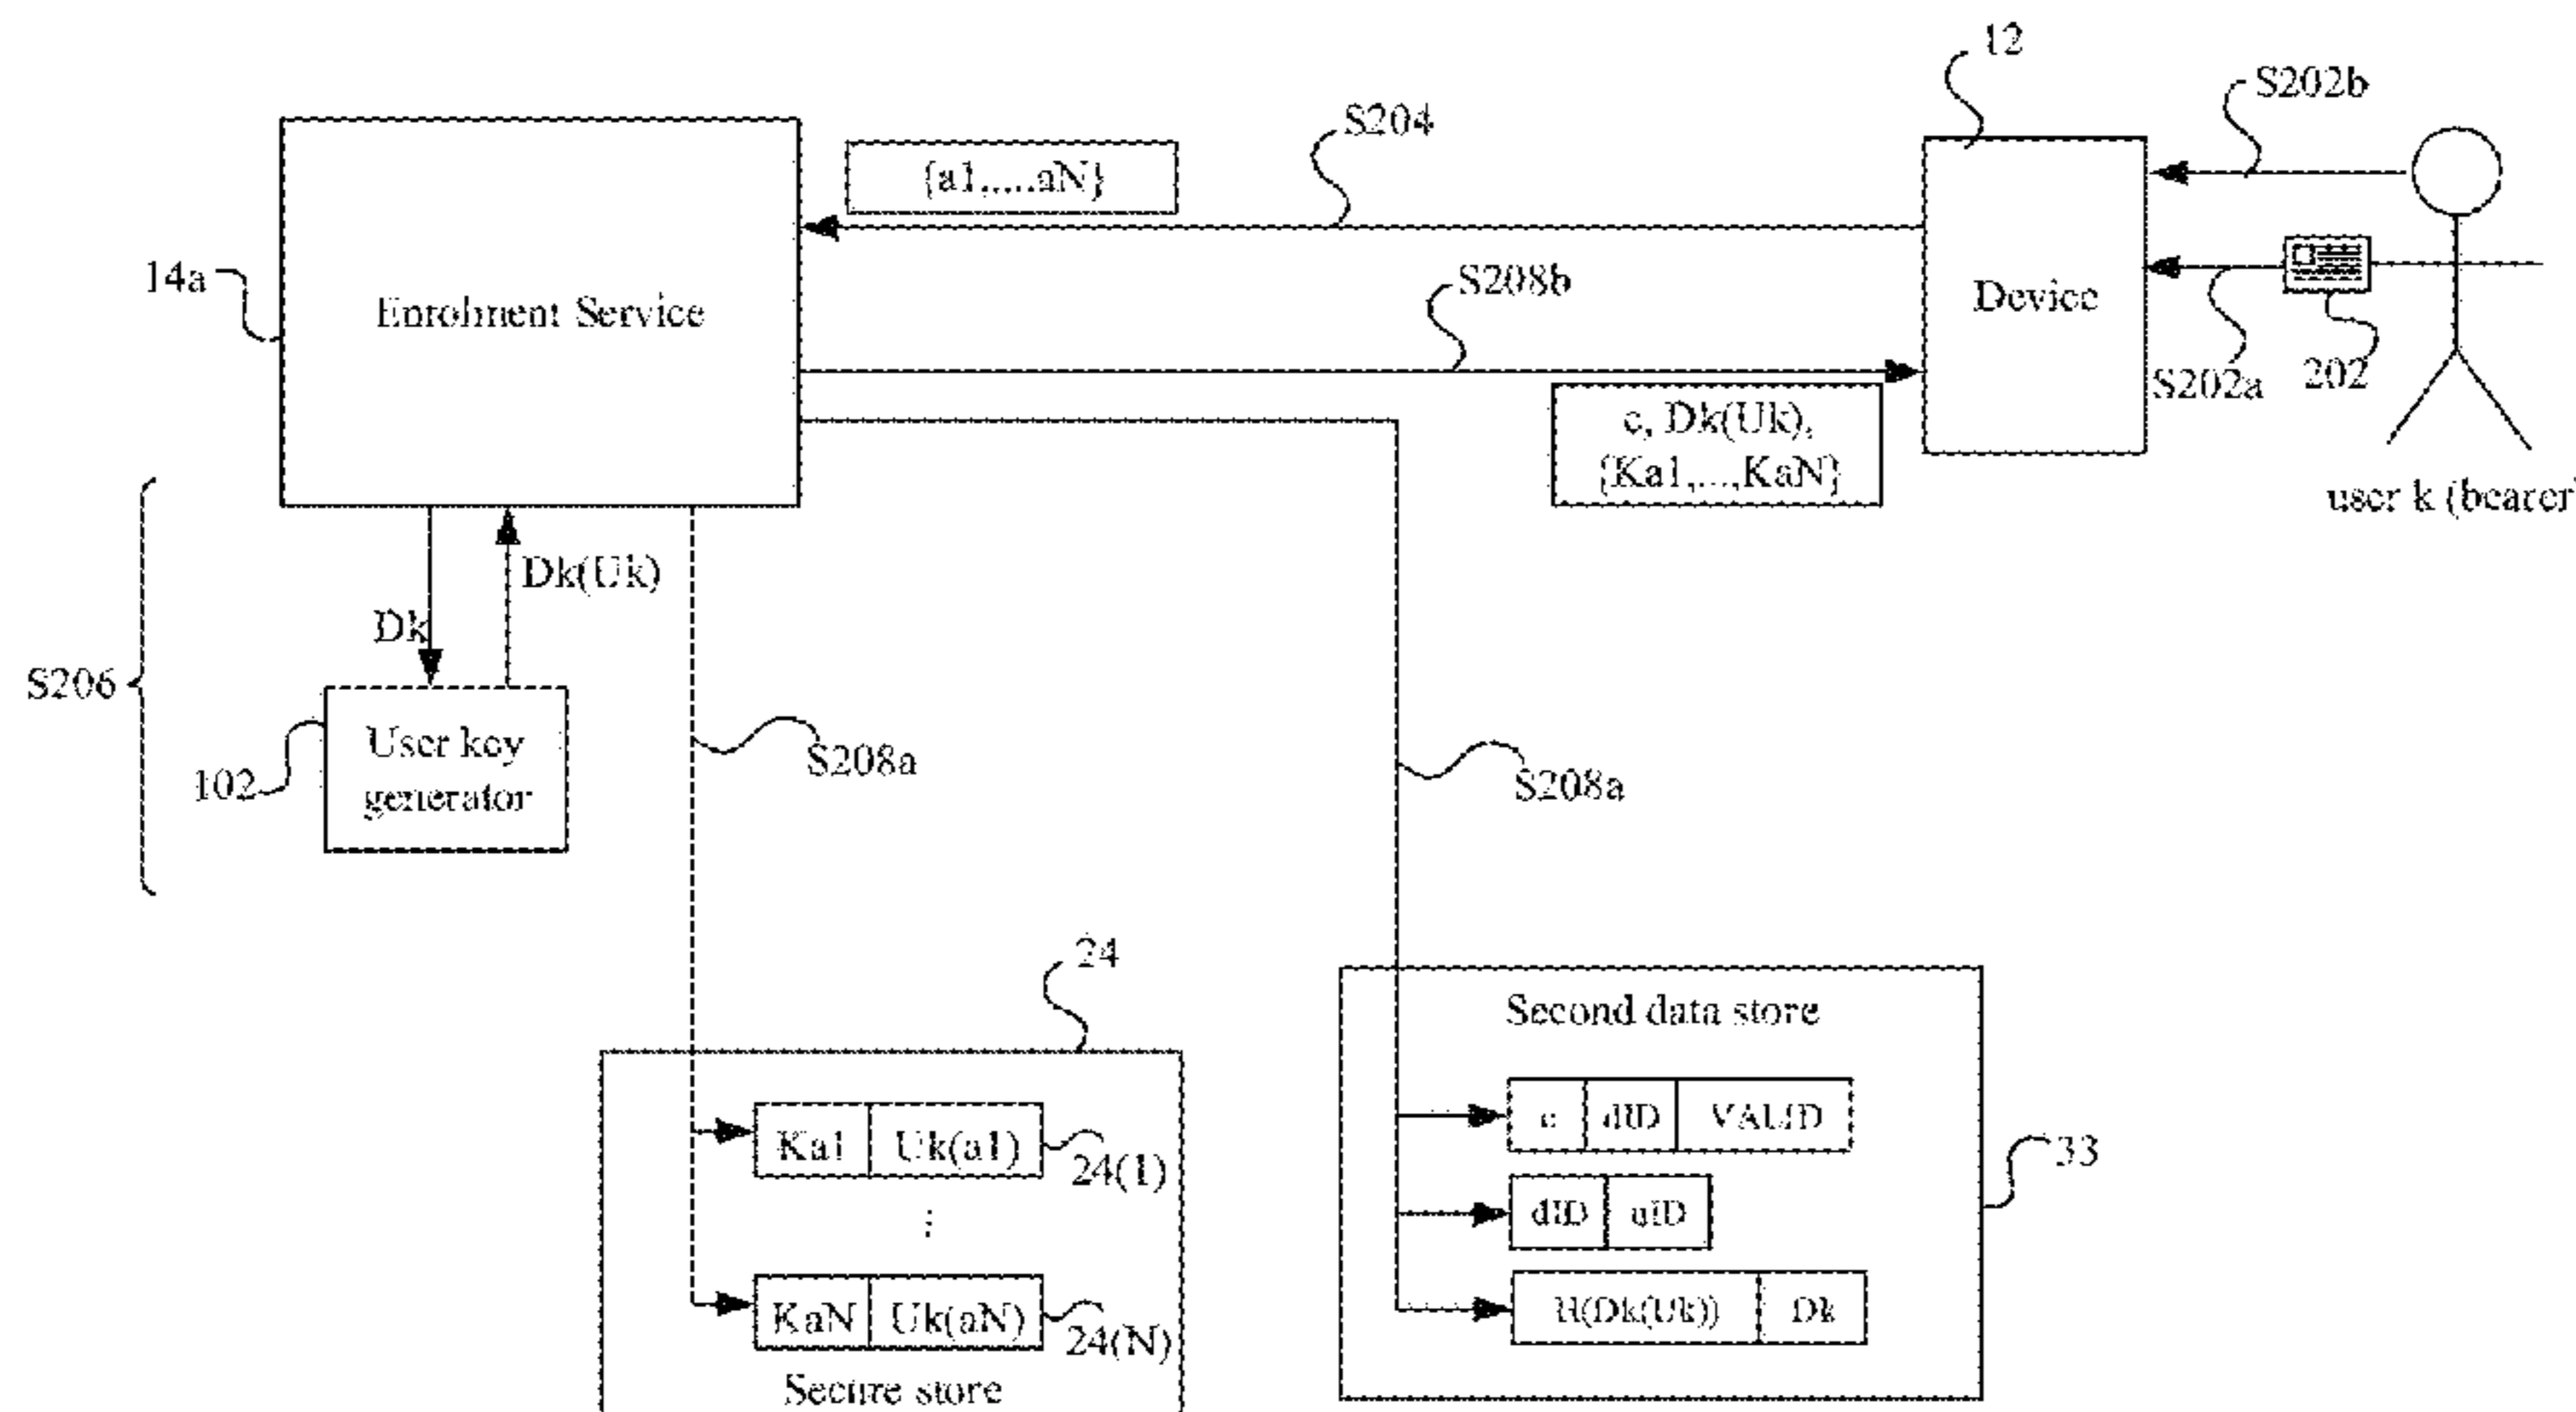 12
S202b
S204
{a1,....aN}
14a
Enrolment Service
S208b
Device
S202a
202
c, Dk(Uk),
{Ka1,...,KaN}
user k (bearer)
Dk(Uk)
Dk
S206
User key
generator
102
S208a
S208a
24
Second data store
c dID VALID
33
Ka1 Uk(a1)
24(1)
dID uID
⋮
H(Dk(Uk)) Dk
KaN Uk(aN)
24(N)
Secure store